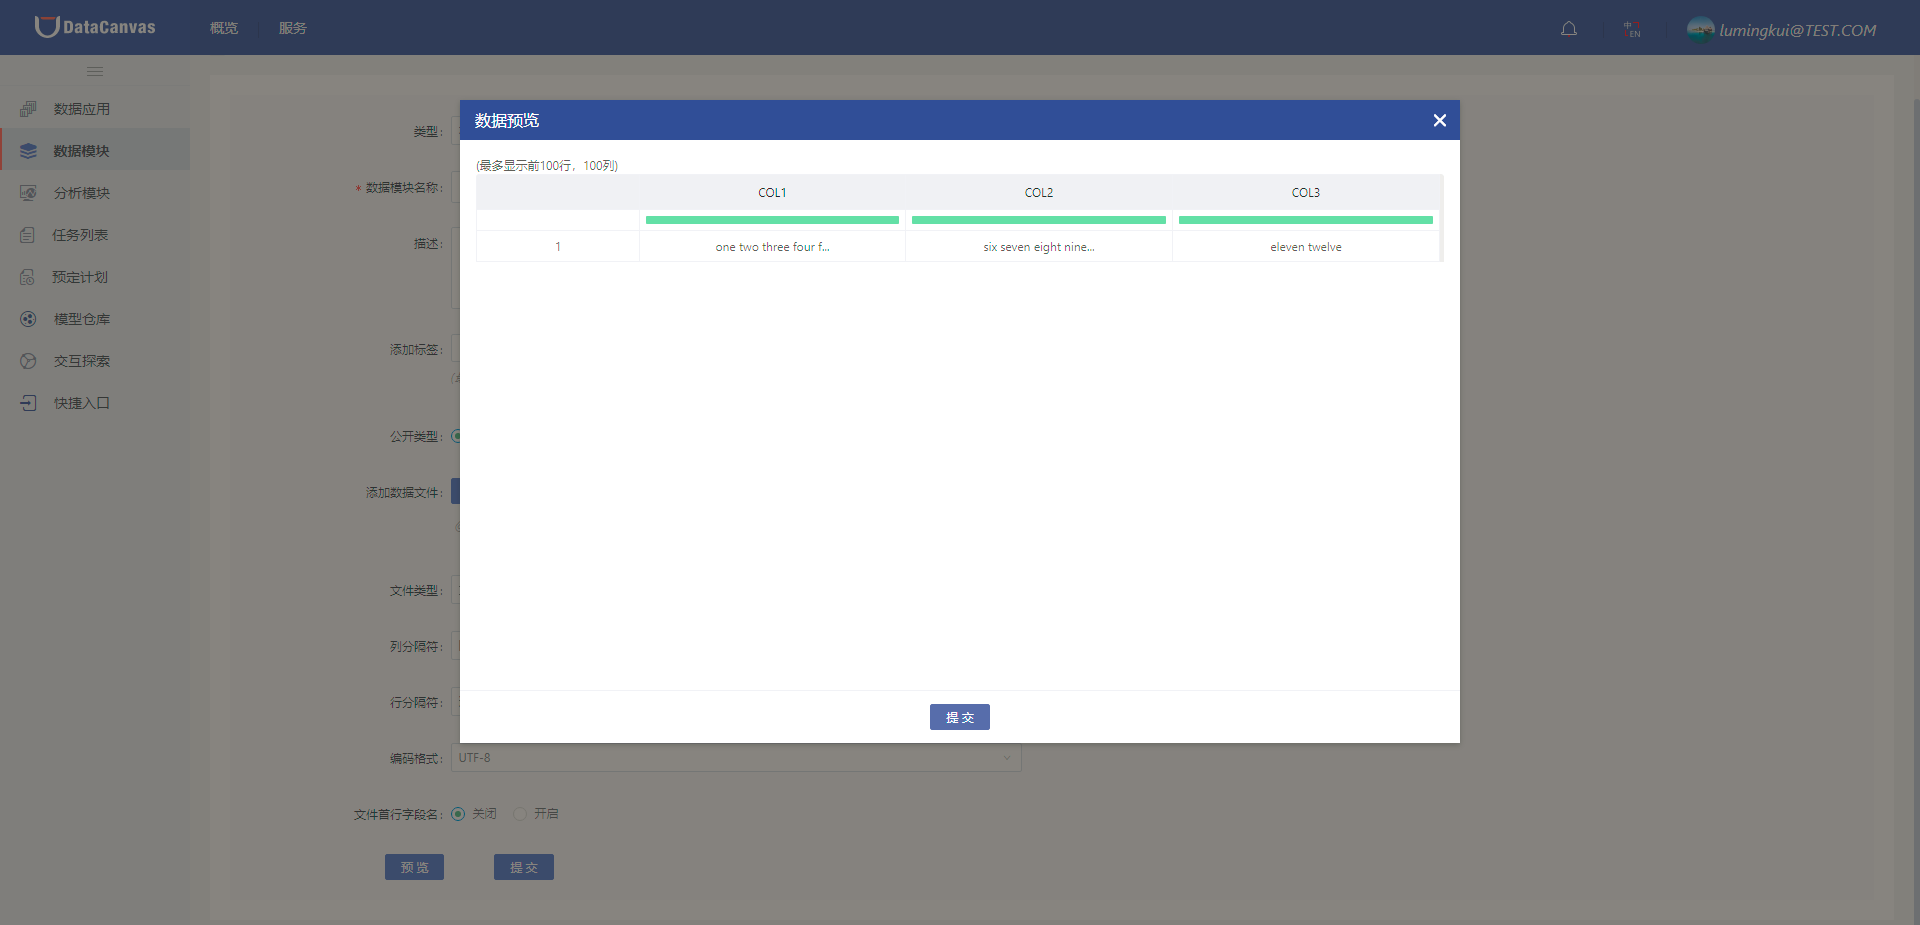 DataCanvas
概览
服务
中
EN
lumingkui@TEST.COM
数据应用
数据模块
分析模块
任务列表
预定计划
模型仓库
交互探索
快捷入口
类型:
* 数据模块名称:
描述:
添加标签:
公开类型:
添加数据文件:
文件类型:
列分隔符:
行分隔符:
编码格式:
UTF-8
文件首行字段名:
关闭
开启
预 览
提 交
数据预览
(最多显示前100行，100列)
COL1 COL2 COL3
1 one two three four f... six seven eight nine... eleven twelve
提 交